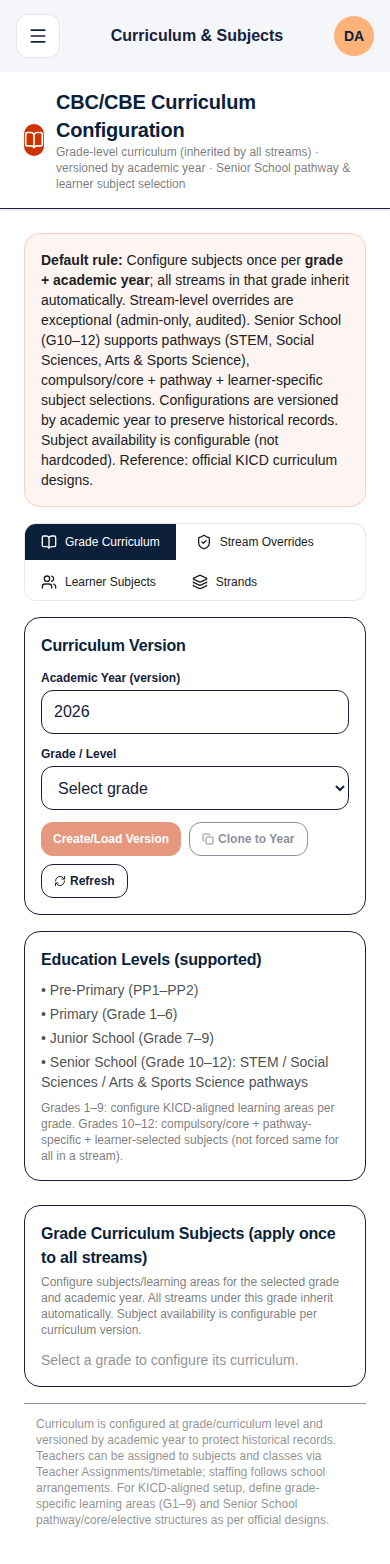 Curriculum & Subjects
DA
CBC/CBE Curriculum
Configuration
Grade-level curriculum (inherited by all streams) ·
versioned by academic year · Senior School pathway &
learner subject selection
Default rule: Configure subjects once per grade
+ academic year; all streams in that grade inherit
automatically. Stream-level overrides are
exceptional (admin-only, audited). Senior School
(G10–12) supports pathways (STEM, Social
Sciences, Arts & Sports Science),
compulsory/core + pathway + learner-specific
subject selections. Configurations are versioned
by academic year to preserve historical records.
Subject availability is configurable (not
hardcoded). Reference: official KICD curriculum
designs.
Grade Curriculum
Stream Overrides
Learner Subjects
Strands
Curriculum Version
Academic Year (version)
2026
Grade / Level
Select grade
Create/Load Version
Clone to Year
Refresh
Education Levels (supported)
• Pre-Primary (PP1–PP2)
• Primary (Grade 1–6)
• Junior School (Grade 7–9)
• Senior School (Grade 10–12): STEM / Social
Sciences / Arts & Sports Science pathways
Grades 1–9: configure KICD-aligned learning areas per
grade. Grades 10–12: compulsory/core + pathway-
specific + learner-selected subjects (not forced same for
all in a stream).
Grade Curriculum Subjects (apply once
to all streams)
Configure subjects/learning areas for the selected grade
and academic year. All streams under this grade inherit
automatically. Subject availability is configurable per
curriculum version.
Select a grade to configure its curriculum.
Curriculum is configured at grade/curriculum level and
versioned by academic year to protect historical records.
Teachers can be assigned to subjects and classes via
Teacher Assignments/timetable; staffing follows school
arrangements. For KICD-aligned setup, define grade-
specific learning areas (G1–9) and Senior School
pathway/core/elective structures as per official designs.